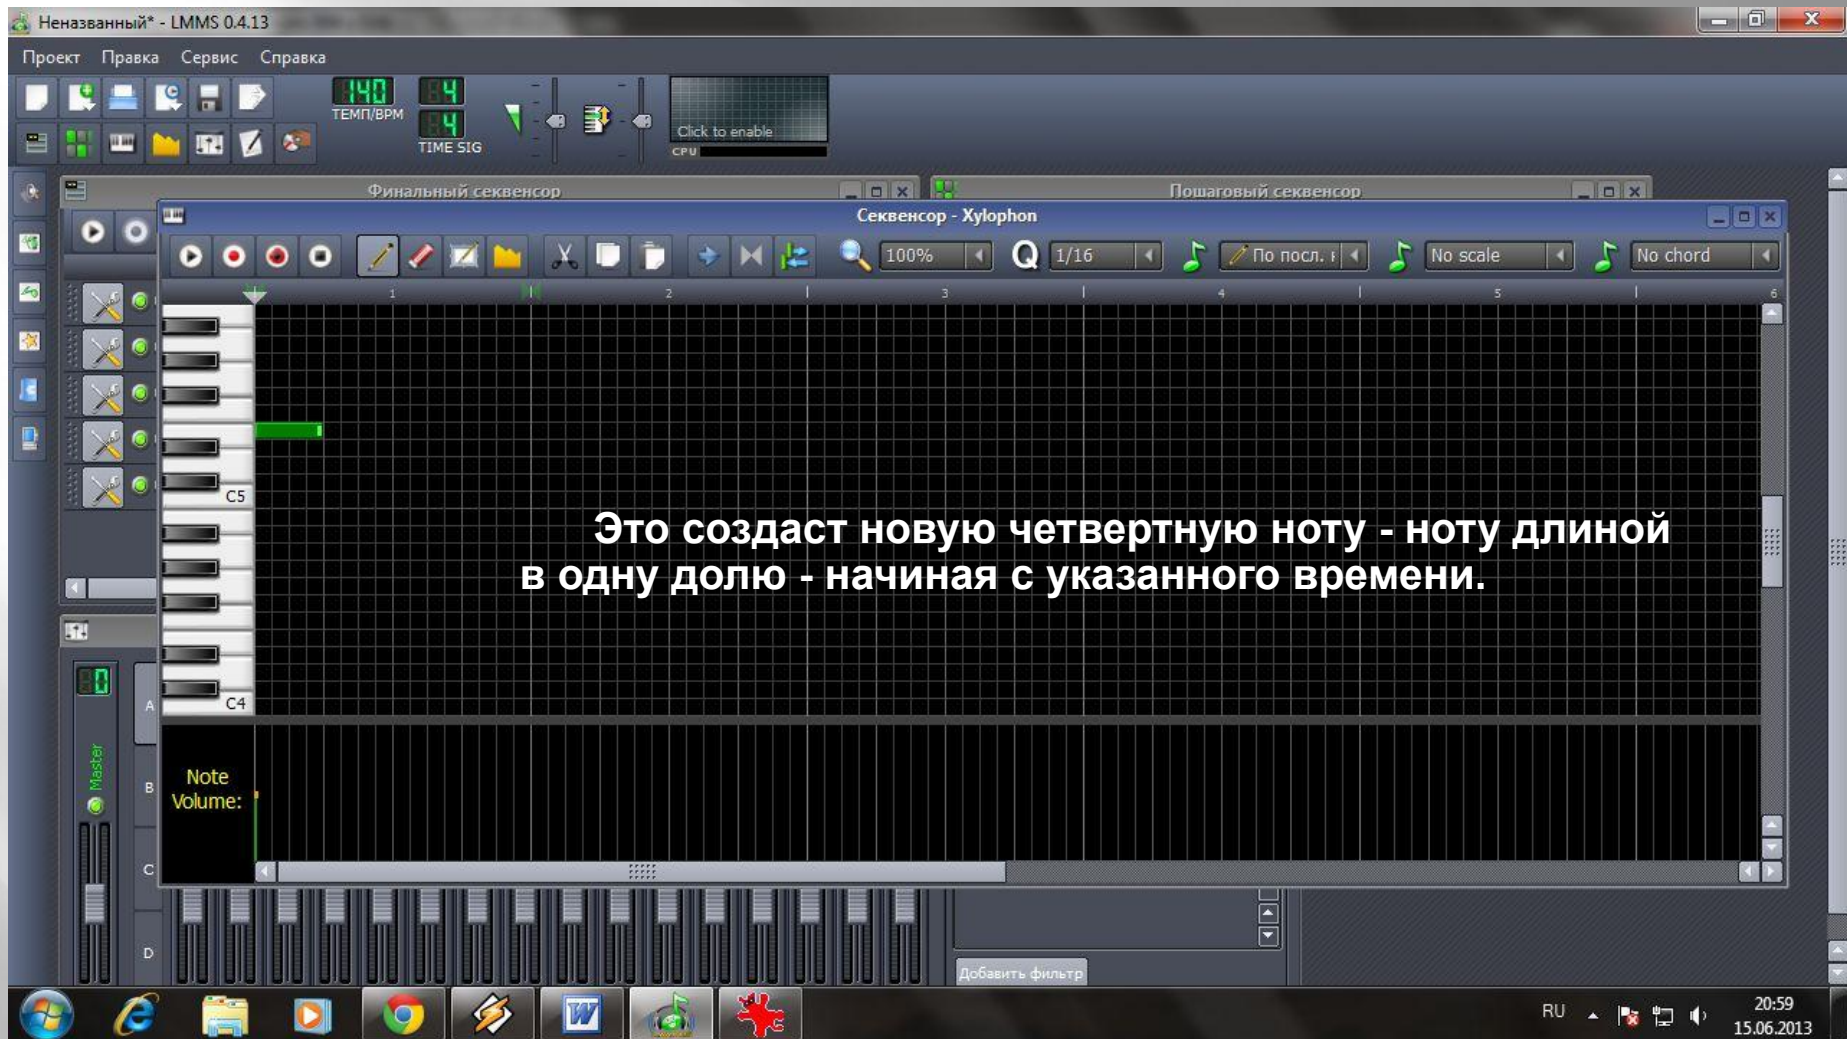 Неназванный* - LMMS 0.4.13
Проект Правка Сервис Справка
140
ТЕМП/BPM
4
4
TIME SIG
Click to enable
CPU
Финальный секвенсор
Пошаговый секвенсор
Секвенсор - Xylophon
100%
Q 1/16
По посл. н
No scale
No chord
1 2 3 4 5 6
C5
Это создаст новую четвертную ноту - ноту длиной
в одну долю - начиная с указанного времени.
C4
0
Master
A
B
C
D
Note
Volume:
Добавить фильтр
RU
20:59
15.06.2013